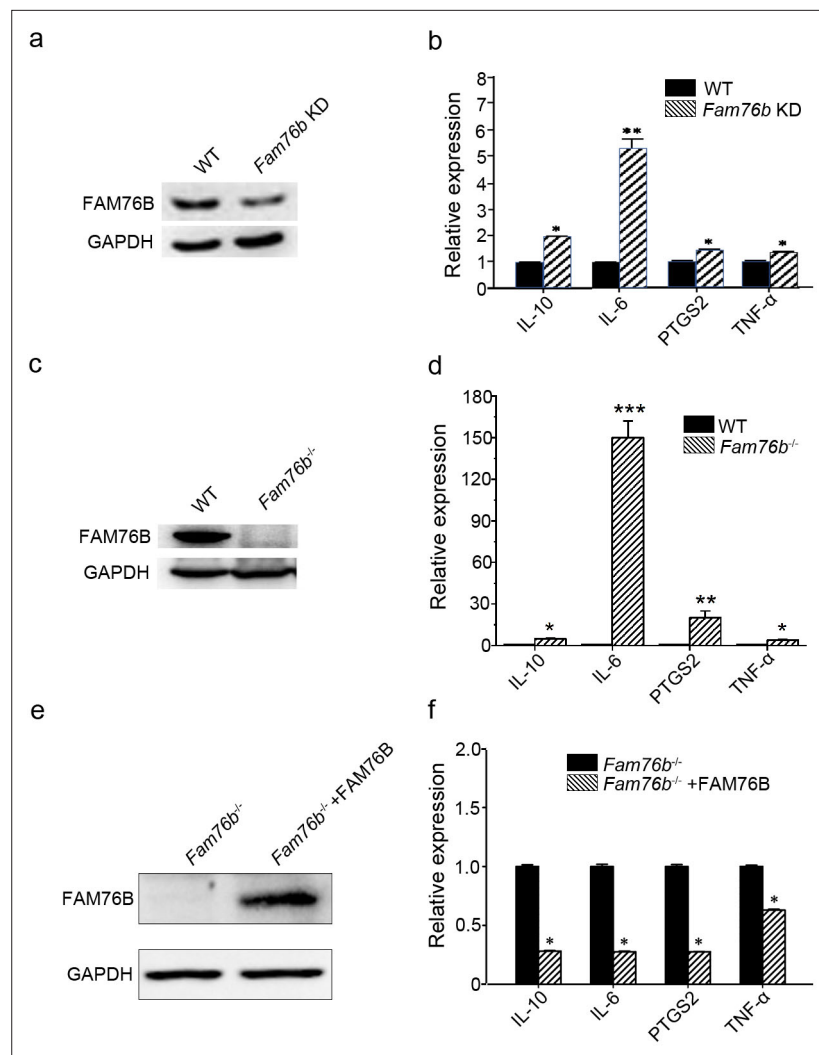 a
WT
Fam76b KD
FAM76B
GAPDH
b
8
7
6
5
4
3
2
1
0
Relative expression
WT
Fam76b KD
*
**
*
*
IL-10
IL-6
PTGS2
TNF-α
c
WT
Fam76b-/-
FAM76B
GAPDH
d
180
150
120
90
60
30
0
Relative expression
WT
Fam76b-/-
*
***
**
*
IL-10
IL-6
PTGS2
TNF-α
e
Fam76b-/-
Fam76b-/- +FAM76B
FAM76B
GAPDH
f
2.0
1.5
1.0
0.5
0
Relative expression
Fam76b-/-
Fam76b-/- +FAM76B
*
*
*
*
IL-10
IL-6
PTGS2
TNF-α